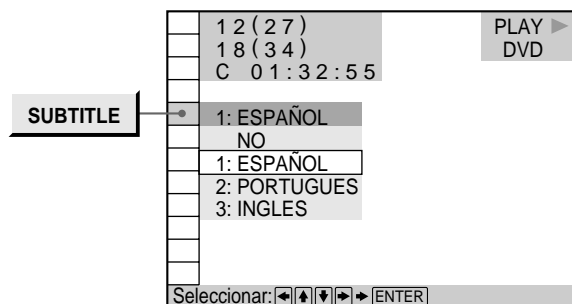 12(27)
18(34)
C 01:32:55
PLAY
DVD
SUBTITLE
1: ESPAÑOL
NO
1: ESPAÑOL
2: PORTUGUES
3: INGLES
Seleccionar: ENTER